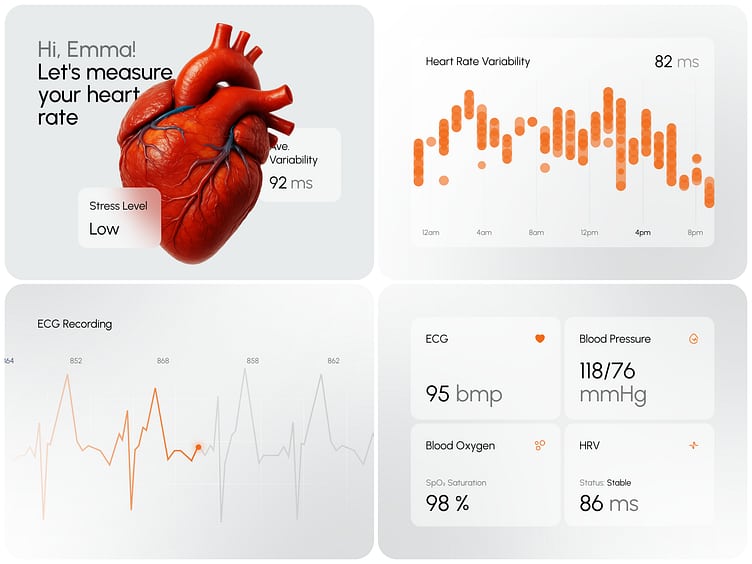 Hi, Emma!
Let's measure
your heart
rate
Ave.
Variability
92 ms
Stress Level
Low
Heart Rate Variability
82 ms
12am 4am 8am 12pm 4pm 8pm
ECG Recording
864 852 868 858 862
ECG
95 bmp
Blood Pressure
118/76
mmHg
Blood Oxygen
SpO₂ Saturation
98 %
HRV
Status: Stable
86 ms